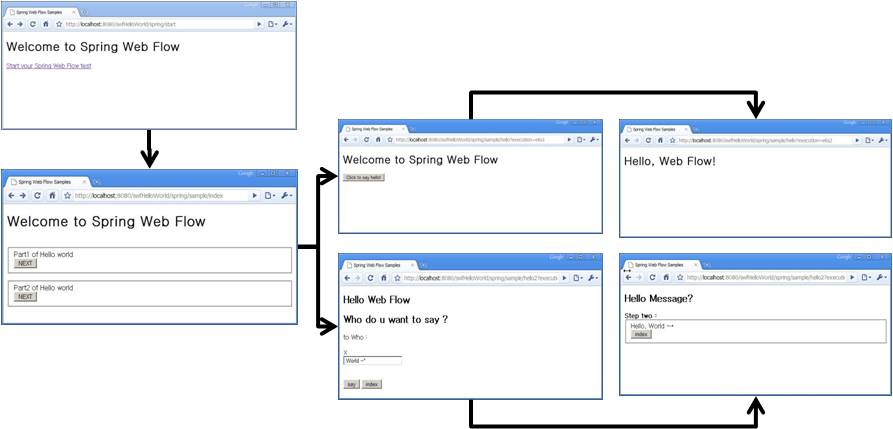 Google
Spring Web Flow Samples
http://localhost:8080/swfHelloWorld/spring/start
Welcome to Spring Web Flow
Start your Spring Web Flow test
Google
Spring Web Flow Samples
http://localhost:8080/swfHelloWorld/spring/sample/index
Welcome to Spring Web Flow
Part1 of Hello world
NEXT
Part2 of Hello world
NEXT
Google
Spring Web Flow Samples
http://localhost:8080/swfHelloWorld/spring/sample/hello?execution=e6s1
Welcome to Spring Web Flow
Click to say hello!
Google
Spring Web Flow Samples
http://localhost:8080/swfHelloWorld/spring/sample/hello?execution=e6s2
Hello, Web Flow!
Google
Spring Web Flow Samples
http://localhost:8080/swfHelloWorld/spring/sample/hello2?executi
Hello Web Flow
Who do u want to say ?
to Who :
X
World ~*
say index
Google
Spring Web Flow Samples
http://localhost:8080/swfHelloWorld/spring/sample/hello2?executi
Hello Message?
Step two :
Hello, World ~*
index